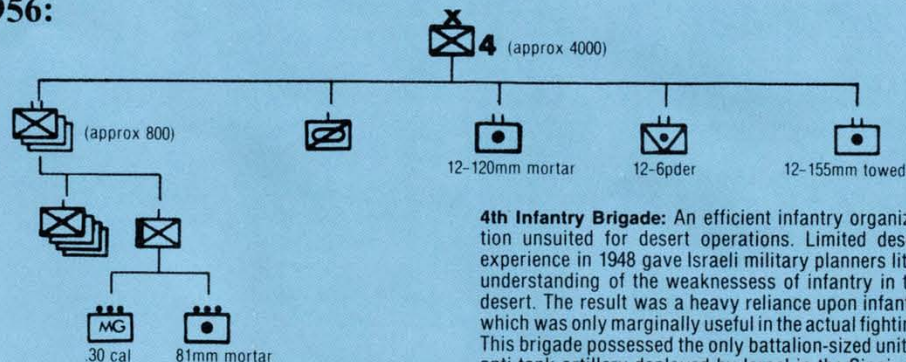 956:
X
4 (approx 4000)
(approx 800)
12-120mm mortar
12-6pder
12-155mm towed
MG
.30 cal
81mm mortar
4th Infantry Brigade: An efficient infantry organiz
tion unsuited for desert operations. Limited des
experience in 1948 gave Israeli military planners lit
understanding of the weaknessess of infantry in t
desert. The result was a heavy reliance upon infant
which was only marginally useful in the actual fightin
This brigade possessed the only battalion-sized unit